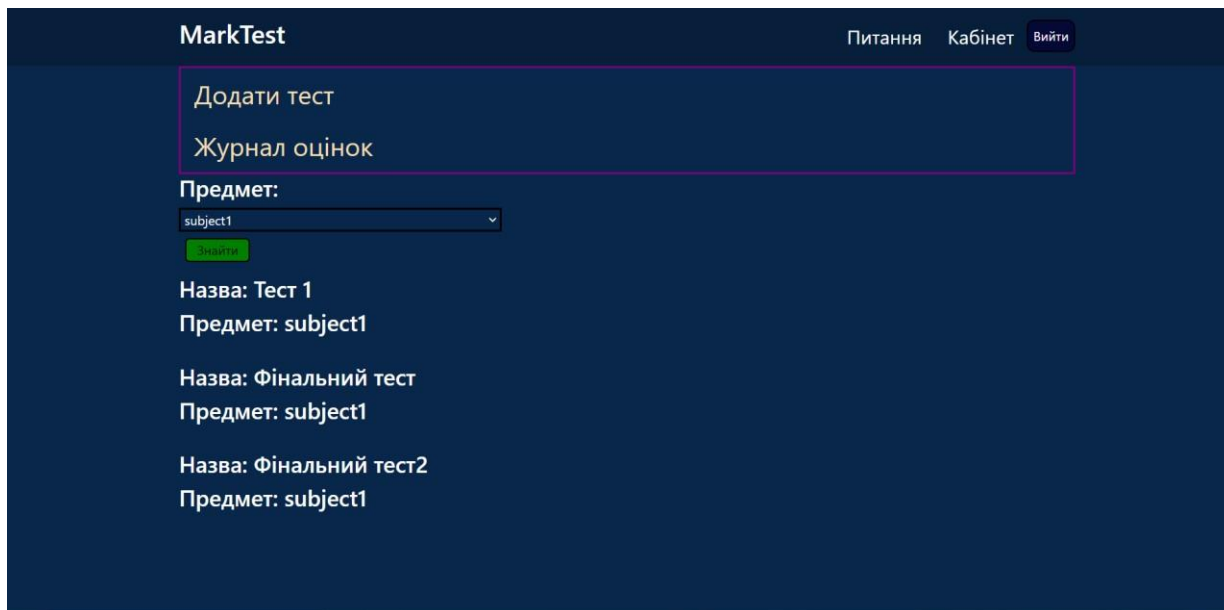 MarkTest
Питання Кабінет Вийти
Додати тест
Журнал оцінок
Предмет:
subject1
Знайти
Назва: Тест 1
Предмет: subject1
Назва: Фінальний тест
Предмет: subject1
Назва: Фінальний тест2
Предмет: subject1